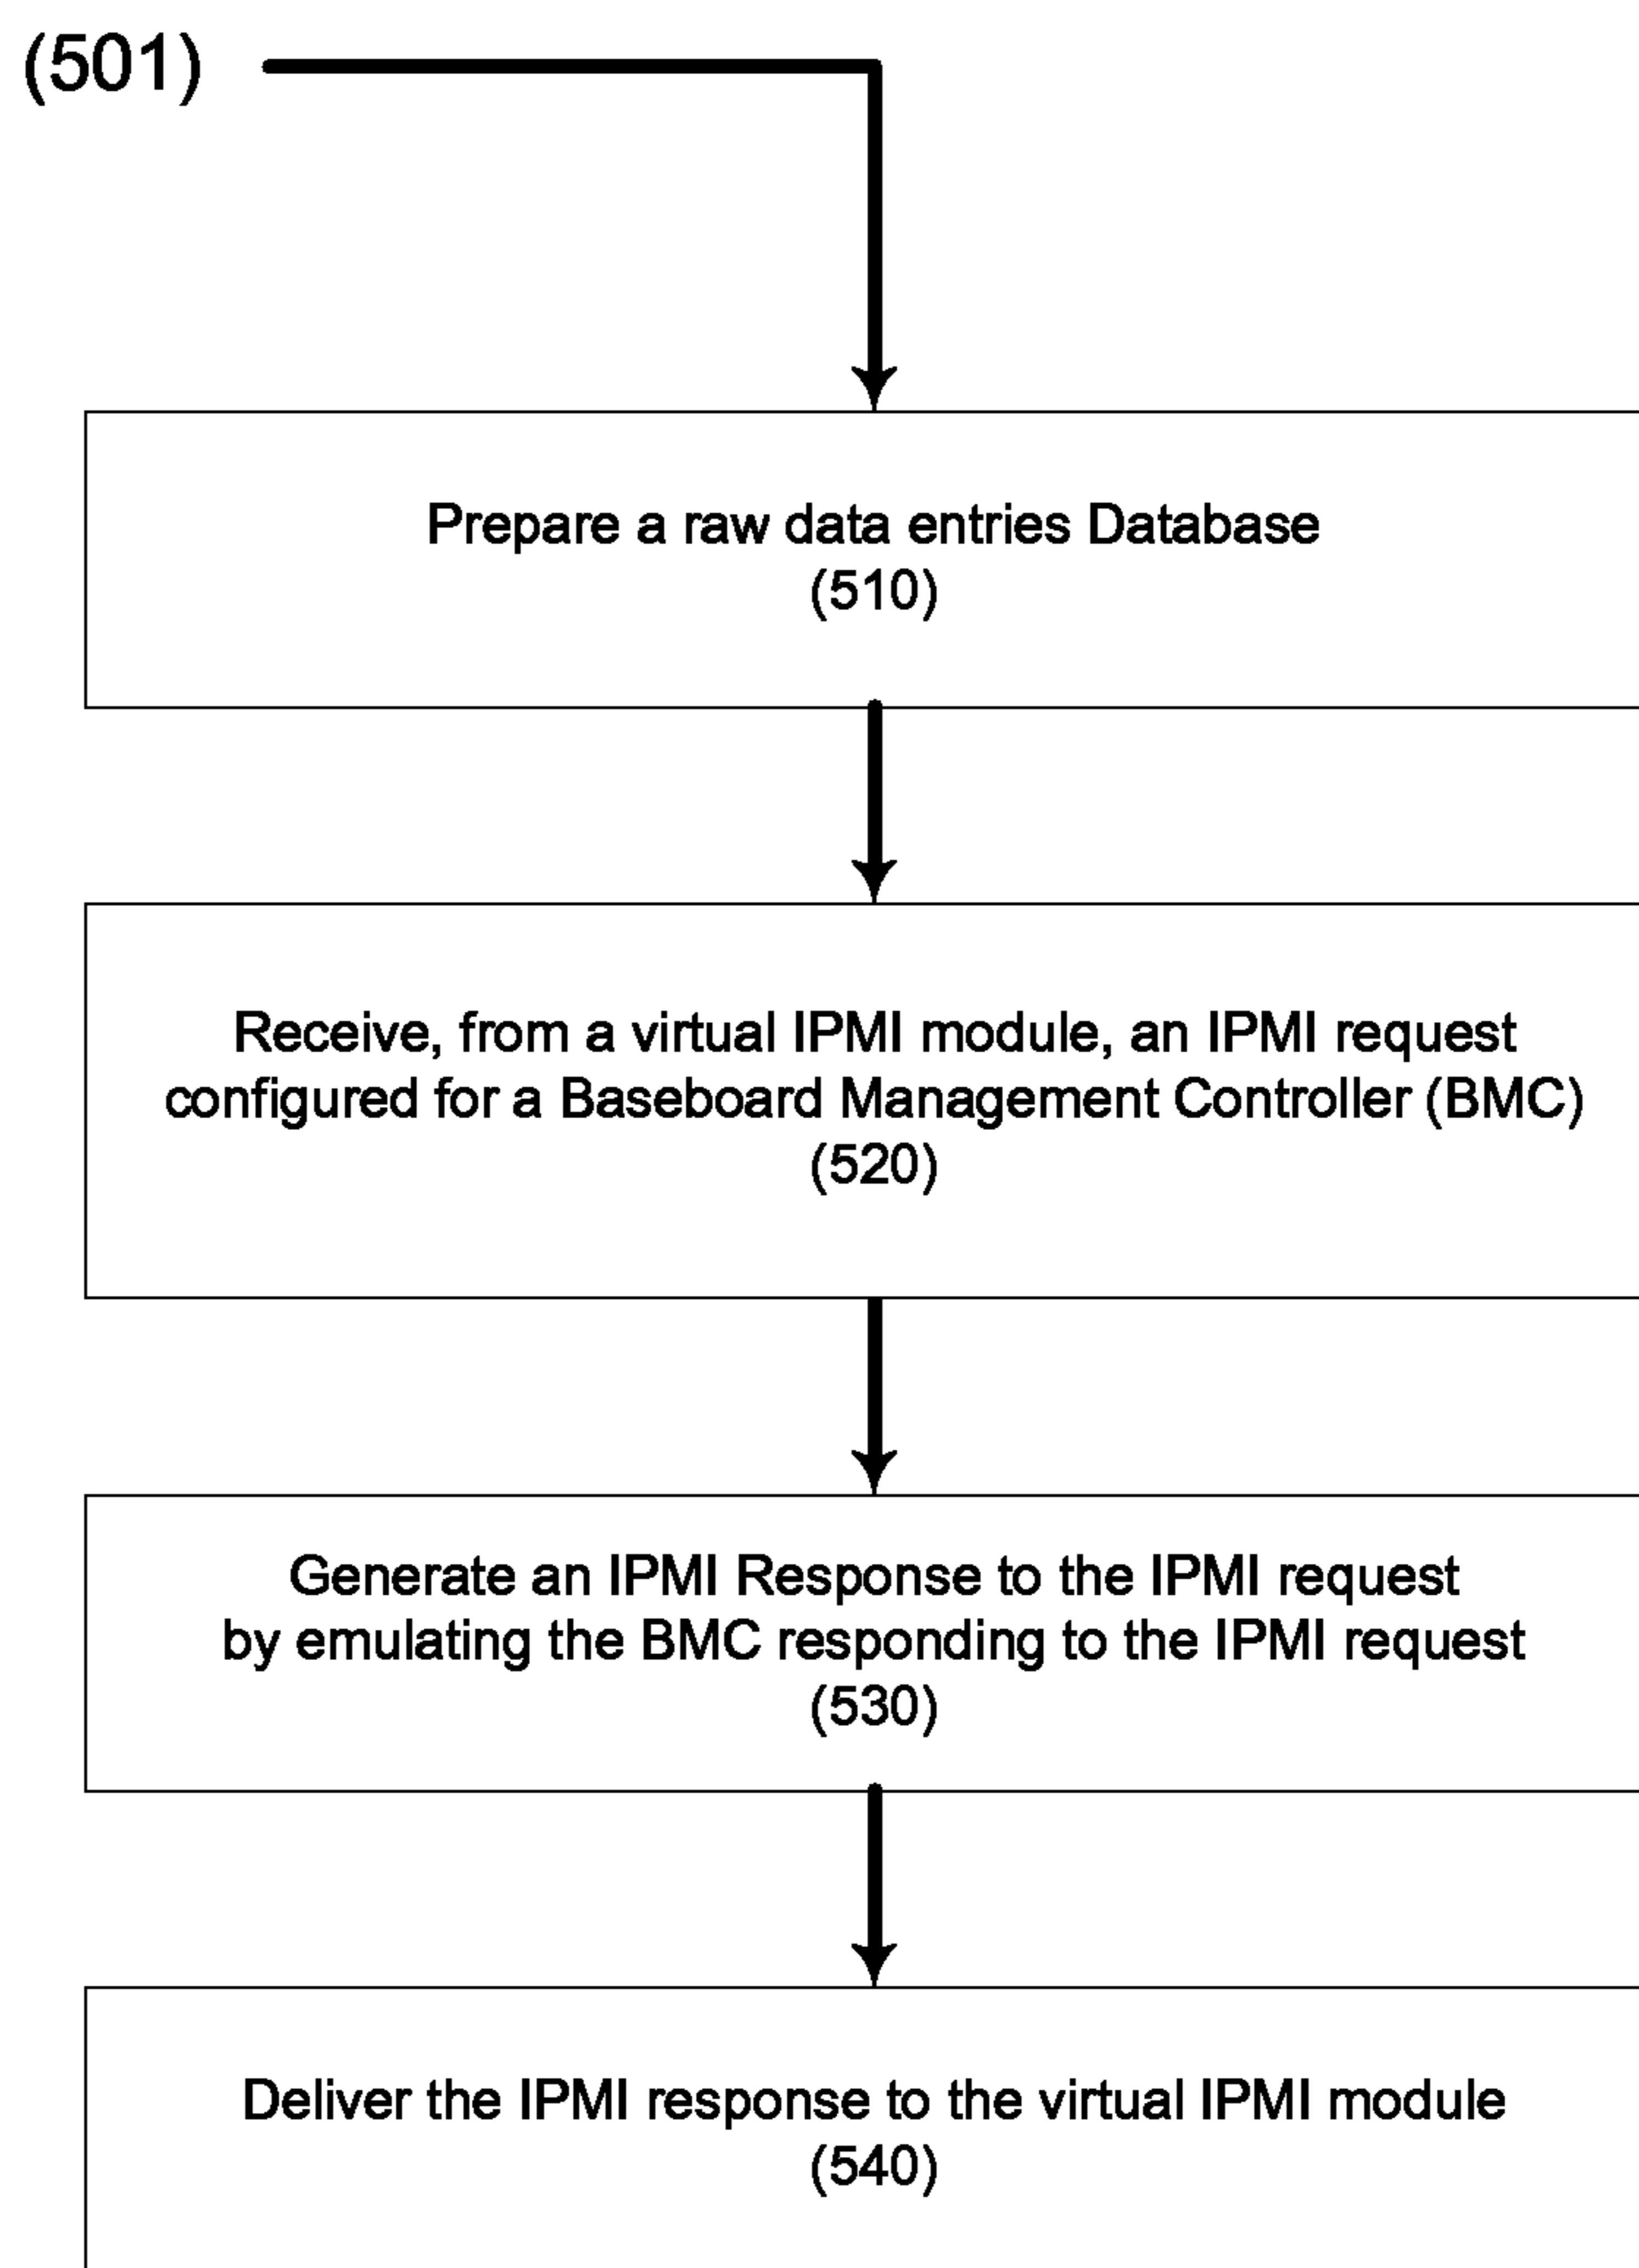 (501)
Prepare a raw data entries Database
(510)
Receive, from a virtual IPMI module, an IPMI request
configured for a Baseboard Management Controller (BMC)
(520)
Generate an IPMI Response to the IPMI request
by emulating the BMC responding to the IPMI request
(530)
Deliver the IPMI response to the virtual IPMI module
(540)